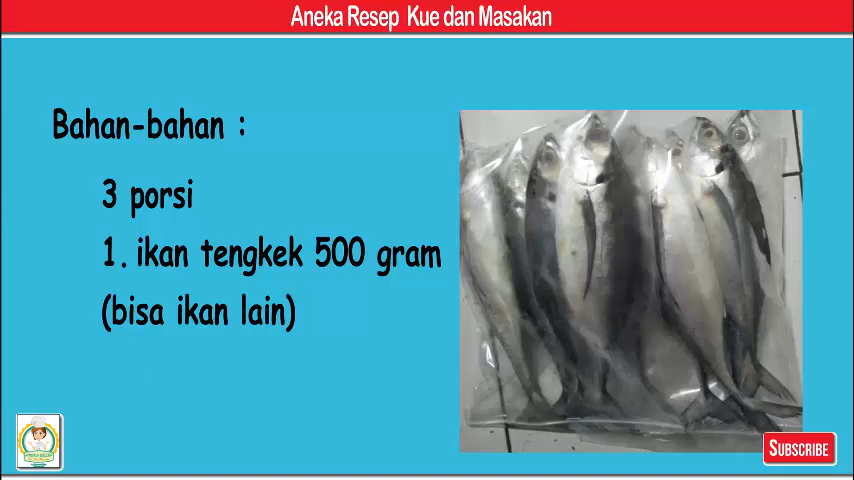 Aneka Resep Kue dan Masakan
Bahan-bahan :
3 porsi
1. ikan tengkek 500 gram
(bisa ikan lain)
SUBSCRIBE